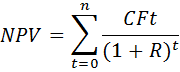 NPV = \sum_{t=0}^{n} \frac{CFt}{(1 + R)^t}